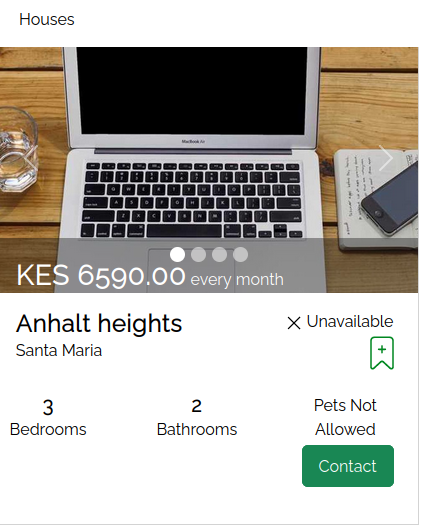 Houses
MacBook Air
KES 6590.00 every month
Anhalt heights
Unavailable
Santa Maria
3
Bedrooms
2
Bathrooms
Pets Not
Allowed
Contact